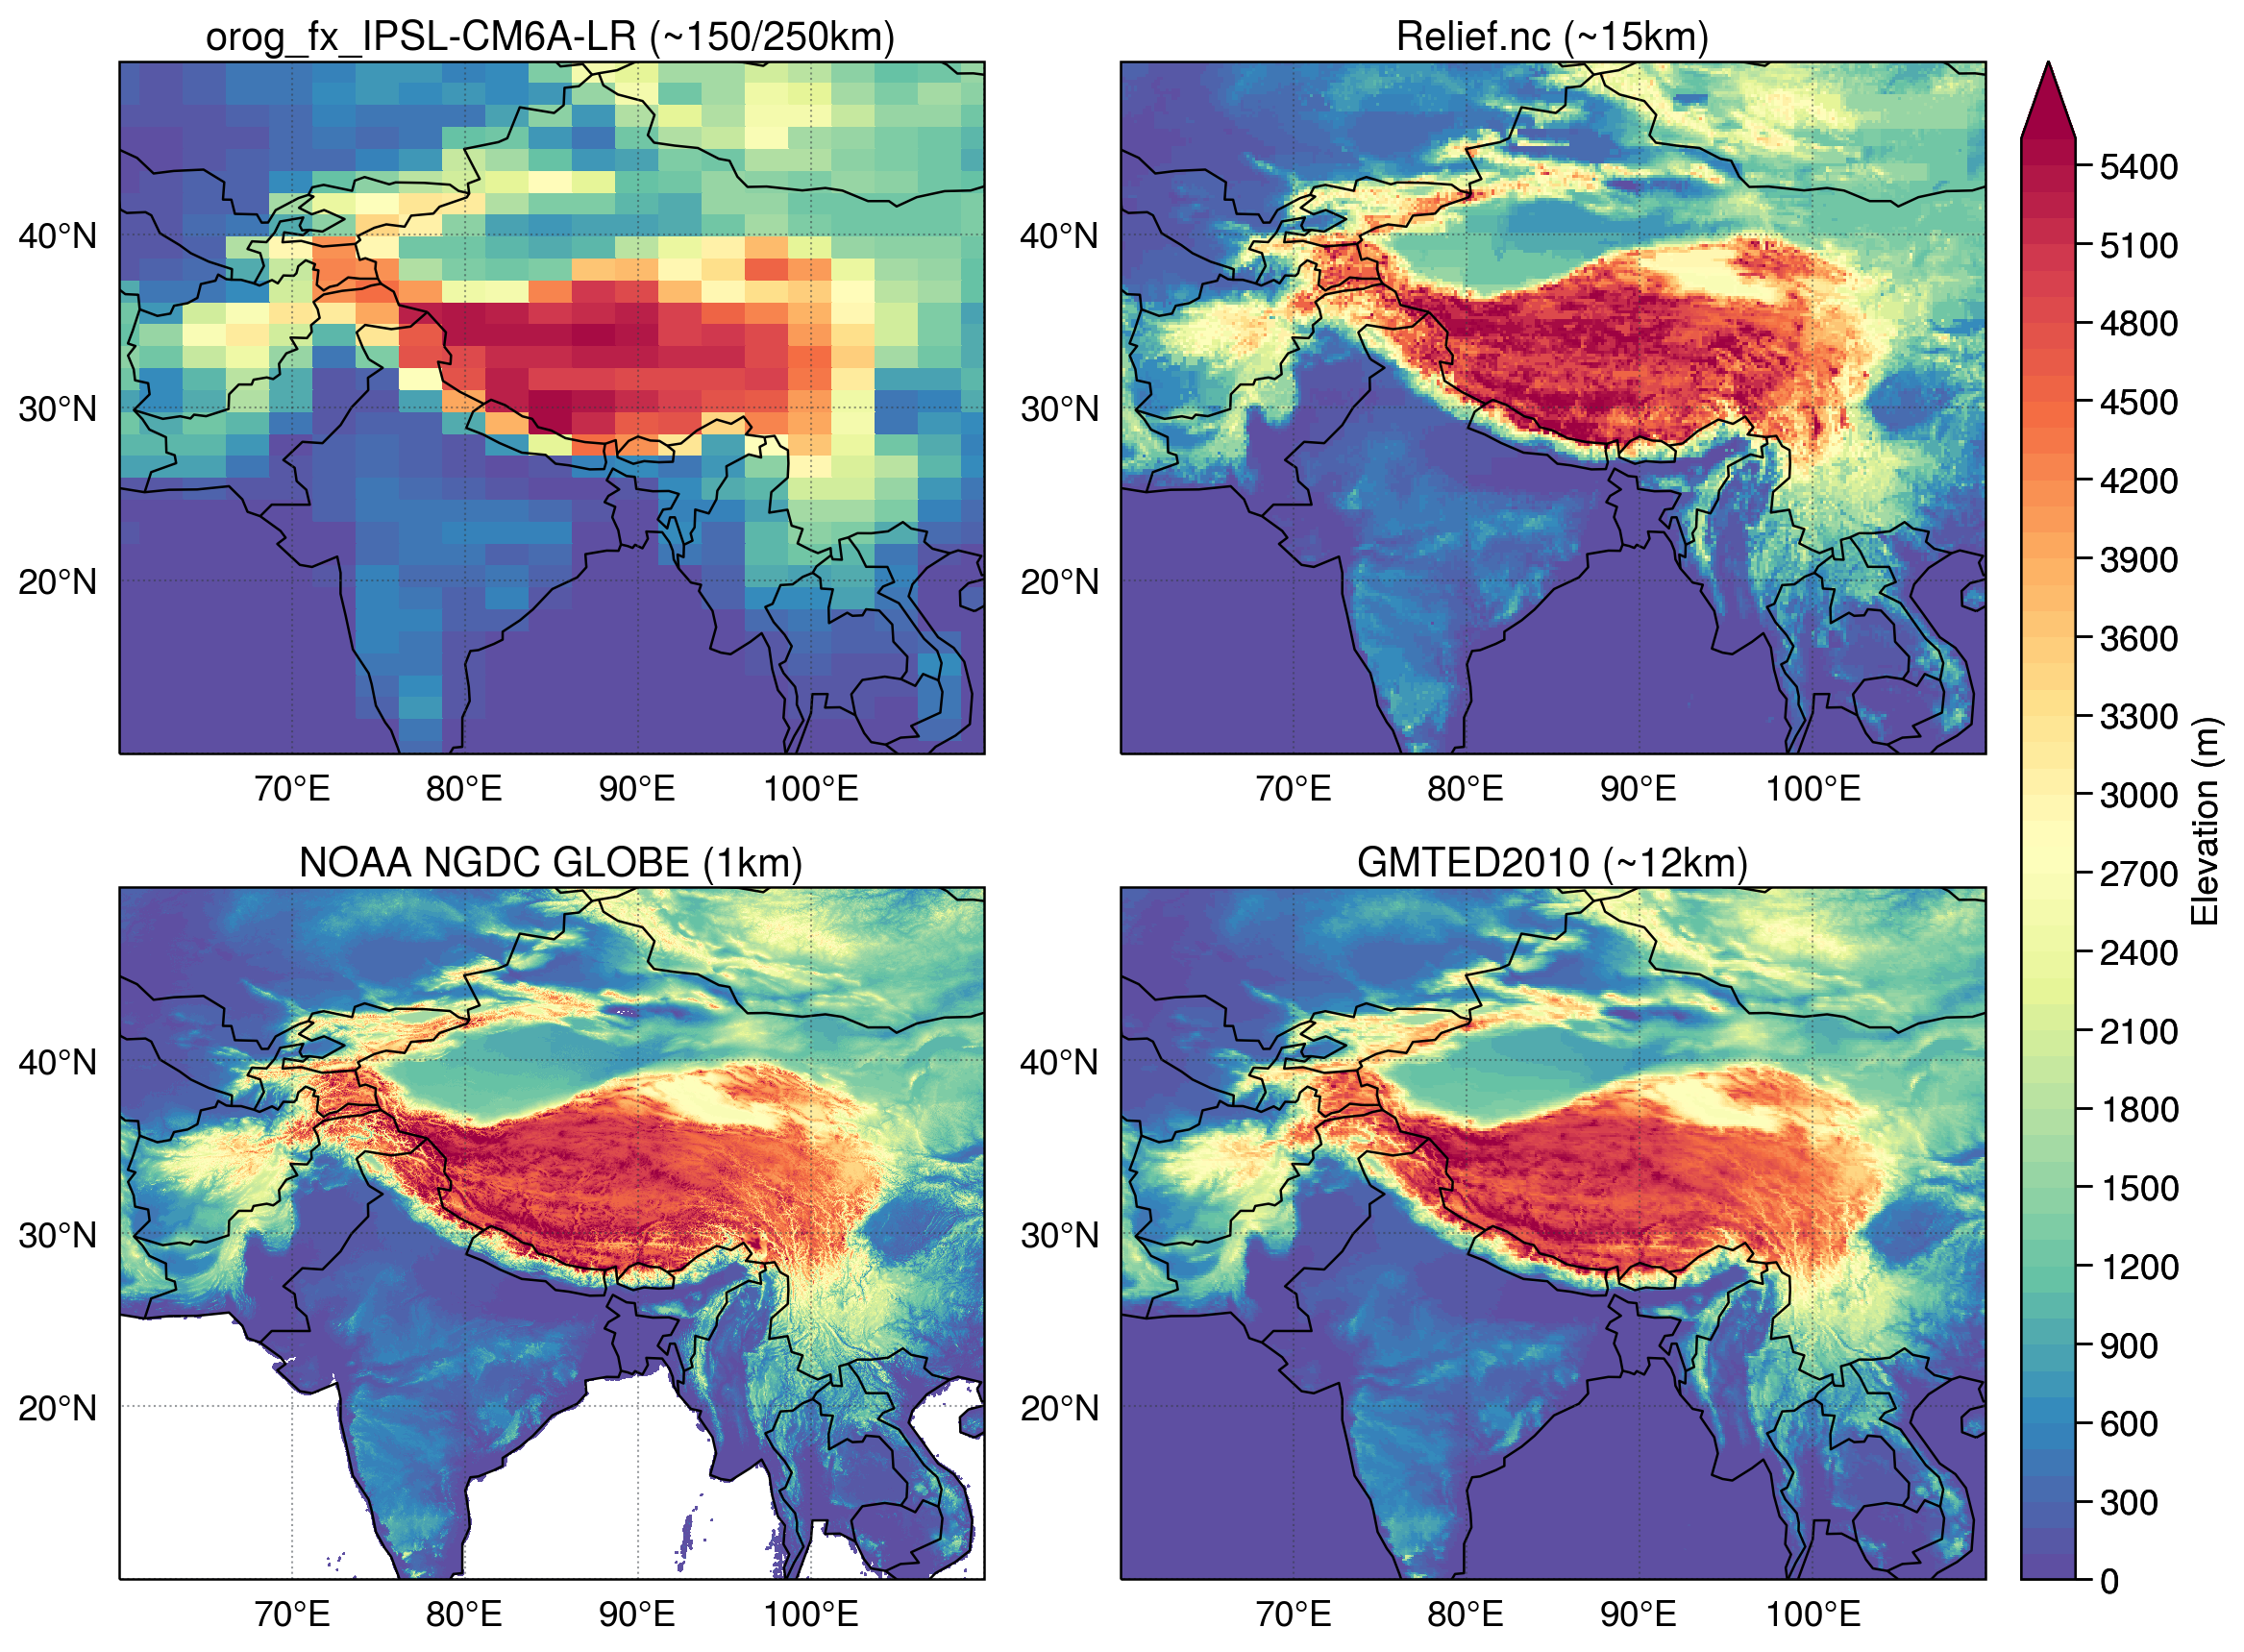 orog_fx_IPSL-CM6A-LR (~150/250km)
40°N
30°N
20°N
70°E 80°E 90°E 100°E
Relief.nc (~15km)
40°N
30°N
20°N
70°E 80°E 90°E 100°E
NOAA NGDC GLOBE (1km)
40°N
30°N
20°N
70°E 80°E 90°E 100°E
GMTED2010 (~12km)
40°N
30°N
20°N
70°E 80°E 90°E 100°E
5400
5100
4800
4500
4200
3900
3600
3300
3000
2700
2400
2100
1800
1500
1200
900
600
300
0
Elevation (m)